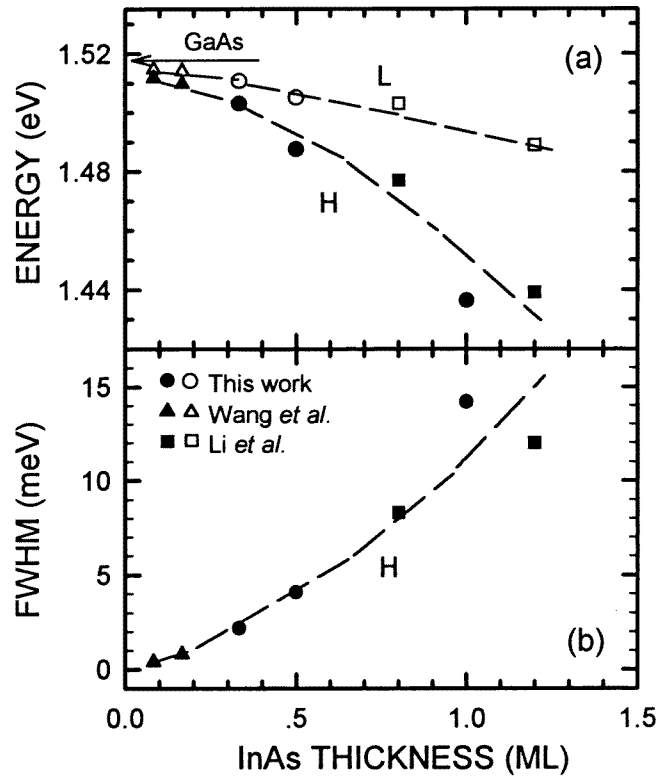 GaAs
(a)
L
H
1.52
1.48
1.44
ENERGY (eV)
This work
Wang et al.
Li et al.
H
(b)
15
10
5
0
FWHM (meV)
0.0 .5 1.0 1.5
InAs THICKNESS (ML)